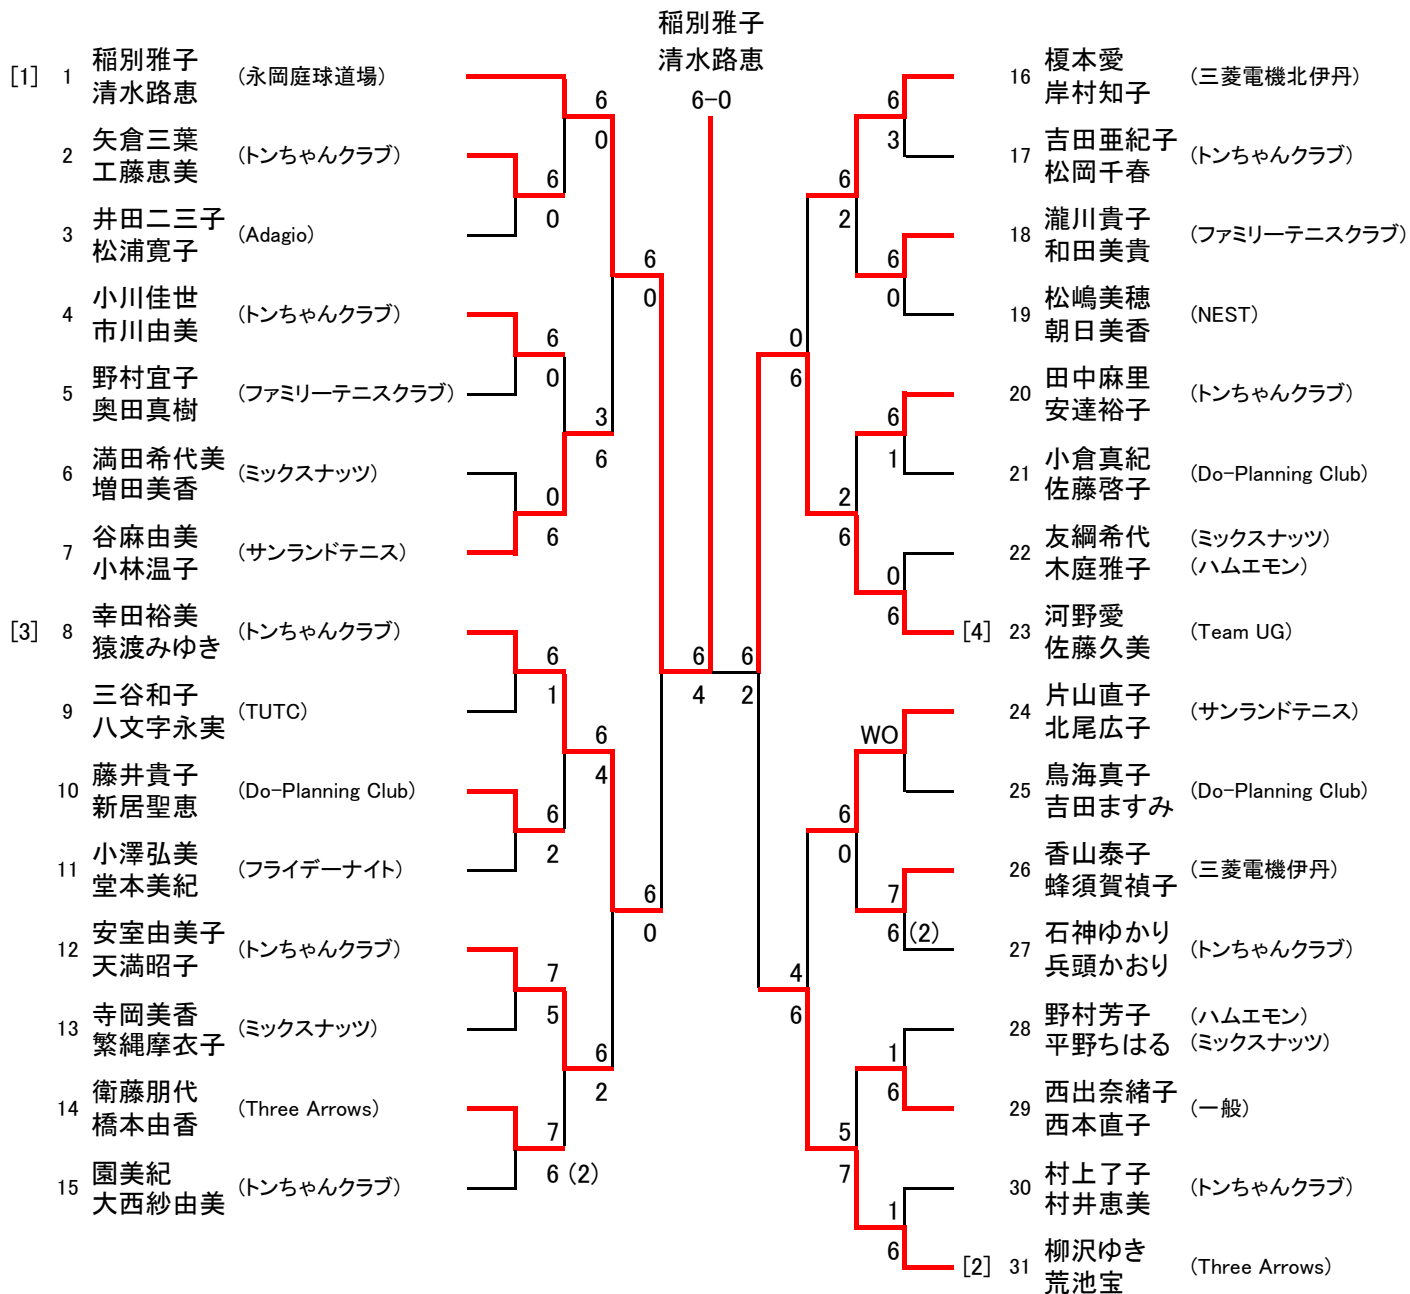 稲別雅子
清水路恵
6-0
[1] 1 稲別雅子 清水路恵 (永岡庭球道場)
2 矢倉三葉 工藤恵美 (トンちゃんクラブ)
3 井田二三子 松浦寛子 (Adagio)
4 小川佳世 市川由美 (トンちゃんクラブ)
5 野村宜子 奥田真樹 (ファミリーテニスクラブ)
6 満田希代美 増田美香 (ミックスナッツ)
7 谷麻由美 小林温子 (サンランドテニス)
[3] 8 幸田裕美 猿渡みゆき (トンちゃんクラブ)
9 三谷和子 八文字永実 (TUTC)
10 藤井貴子 新居聖恵 (Do-Planning Club)
11 小澤弘美 堂本美紀 (フライデーナイト)
12 安室由美子 天満昭子 (トンちゃんクラブ)
13 寺岡美香 繁縄摩衣子 (ミックスナッツ)
14 衛藤朋代 橋本由香 (Three Arrows)
15 園美紀 大西紗由美 (トンちゃんクラブ)
6
0
6
0
6
0
6
0
3
6
0
6
6
1
6
4
6
2
6
0
7
5
6
2
7
6 (2)
6
4
6
2
6
3
6
2
6
0
0
6
6
1
2
6
0
6
WO
6
0
7
6 (2)
4
6
1
6
5
7
1
6
16 榎本愛 岸村知子 (三菱電機北伊丹)
17 吉田亜紀子 松岡千春 (トンちゃんクラブ)
18 瀧川貴子 和田美貴 (ファミリーテニスクラブ)
19 松嶋美穂 朝日美香 (NEST)
20 田中麻里 安達裕子 (トンちゃんクラブ)
21 小倉真紀 佐藤啓子 (Do-Planning Club)
22 友綱希代 木庭雅子 (ミックスナッツ) (ハムエモン)
[4] 23 河野愛 佐藤久美 (Team UG)
24 片山直子 北尾広子 (サンランドテニス)
25 鳥海真子 吉田ますみ (Do-Planning Club)
26 香山泰子 蜂須賀禎子 (三菱電機伊丹)
27 石神ゆかり 兵頭かおり (トンちゃんクラブ)
28 野村芳子 平野ちはる (ハムエモン) (ミックスナッツ)
29 西出奈緒子 西本直子 (一般)
30 村上了子 村井恵美 (トンちゃんクラブ)
[2] 31 柳沢ゆき 荒池宝 (Three Arrows)